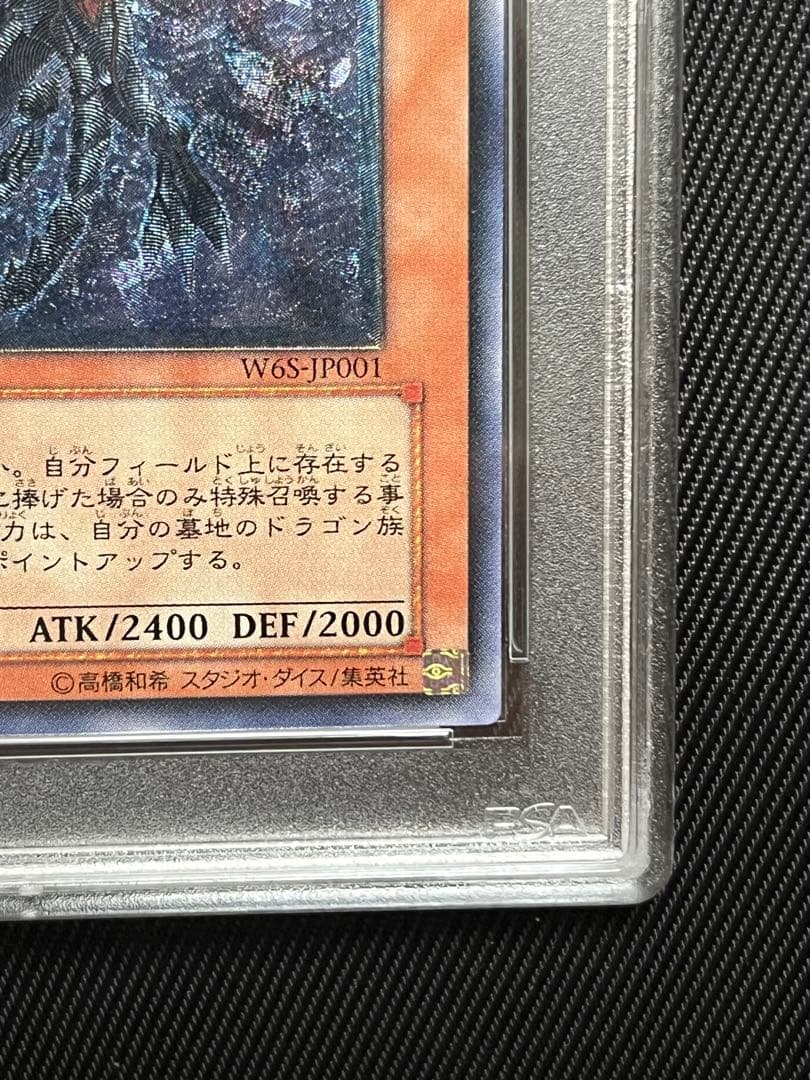 W6S-JP001
。自分フィールド上に存在する
捧げた場合のみ特殊召喚する事
力は、自分の墓地のドラゴン族
ポイントアップする。
ATK/2400 DEF/2000
©高橋和希 スタジオ・ダイス/集英社